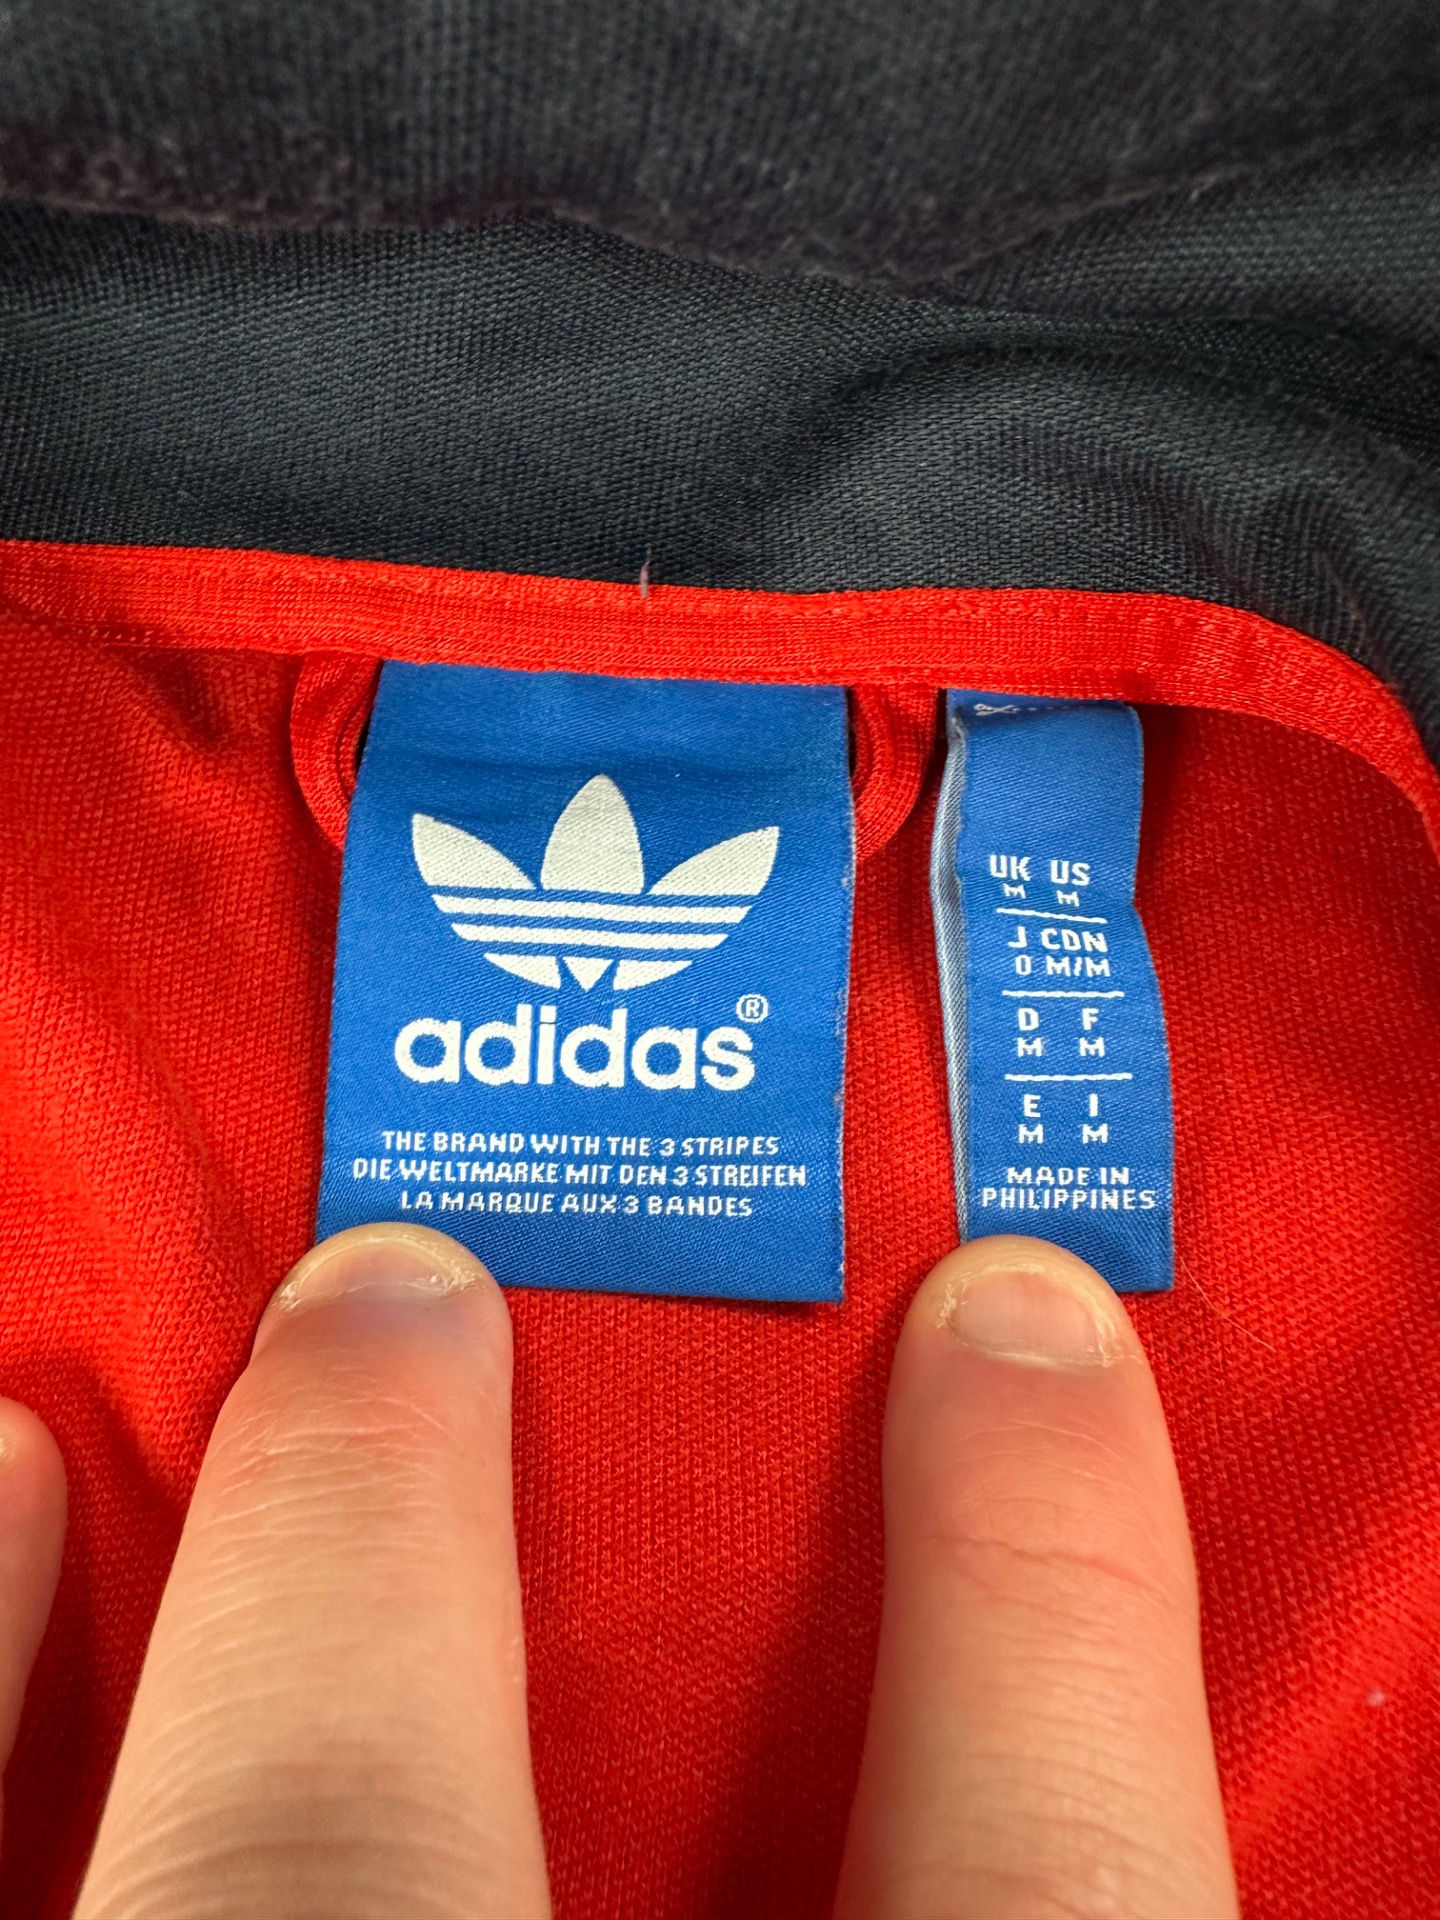 adidas®
THE BRAND WITH THE 3 STRIPES
DIE WELTMARKE MIT DEN 3 STREIFEN
LA MARQUE AUX 3 BANDES
UK US
M M
J CDN
O M/M
D F
M M
E I
M M
MADE IN
PHILIPPINES